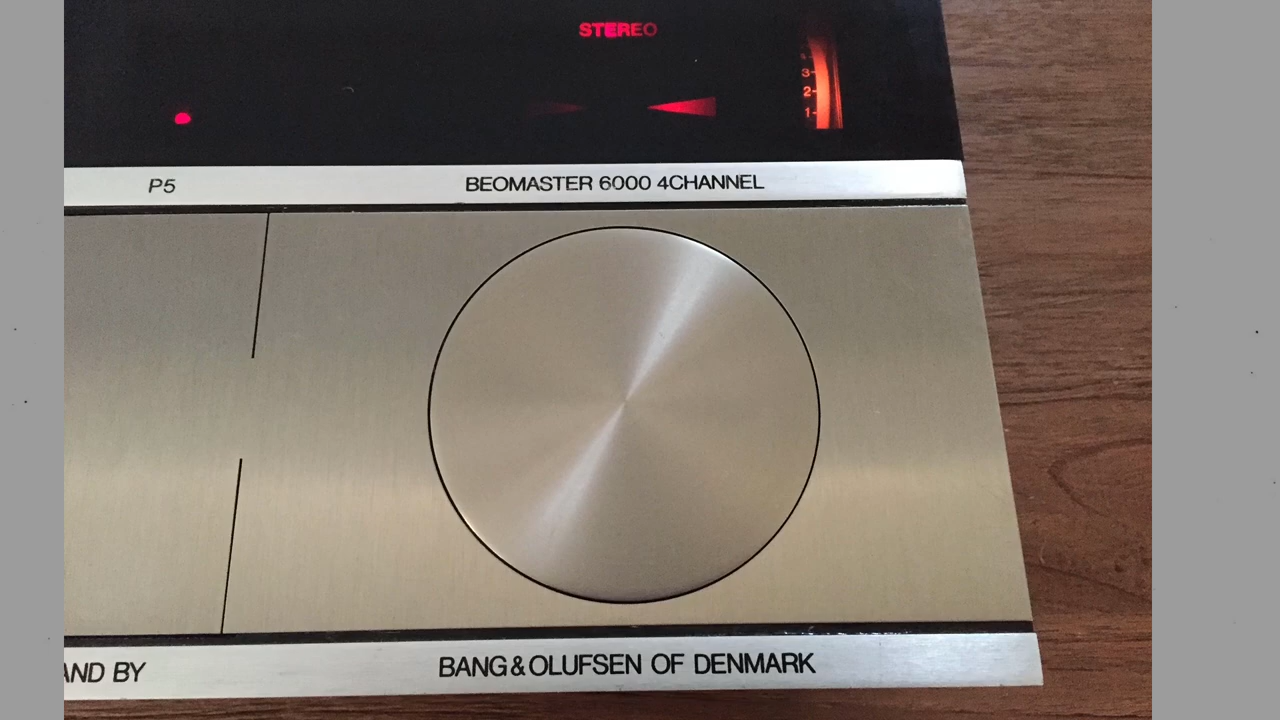 STEREO
3-
2-
1-
P5
BEOMASTER 6000 4CHANNEL
AND BY
BANG & OLUFSEN OF DENMARK